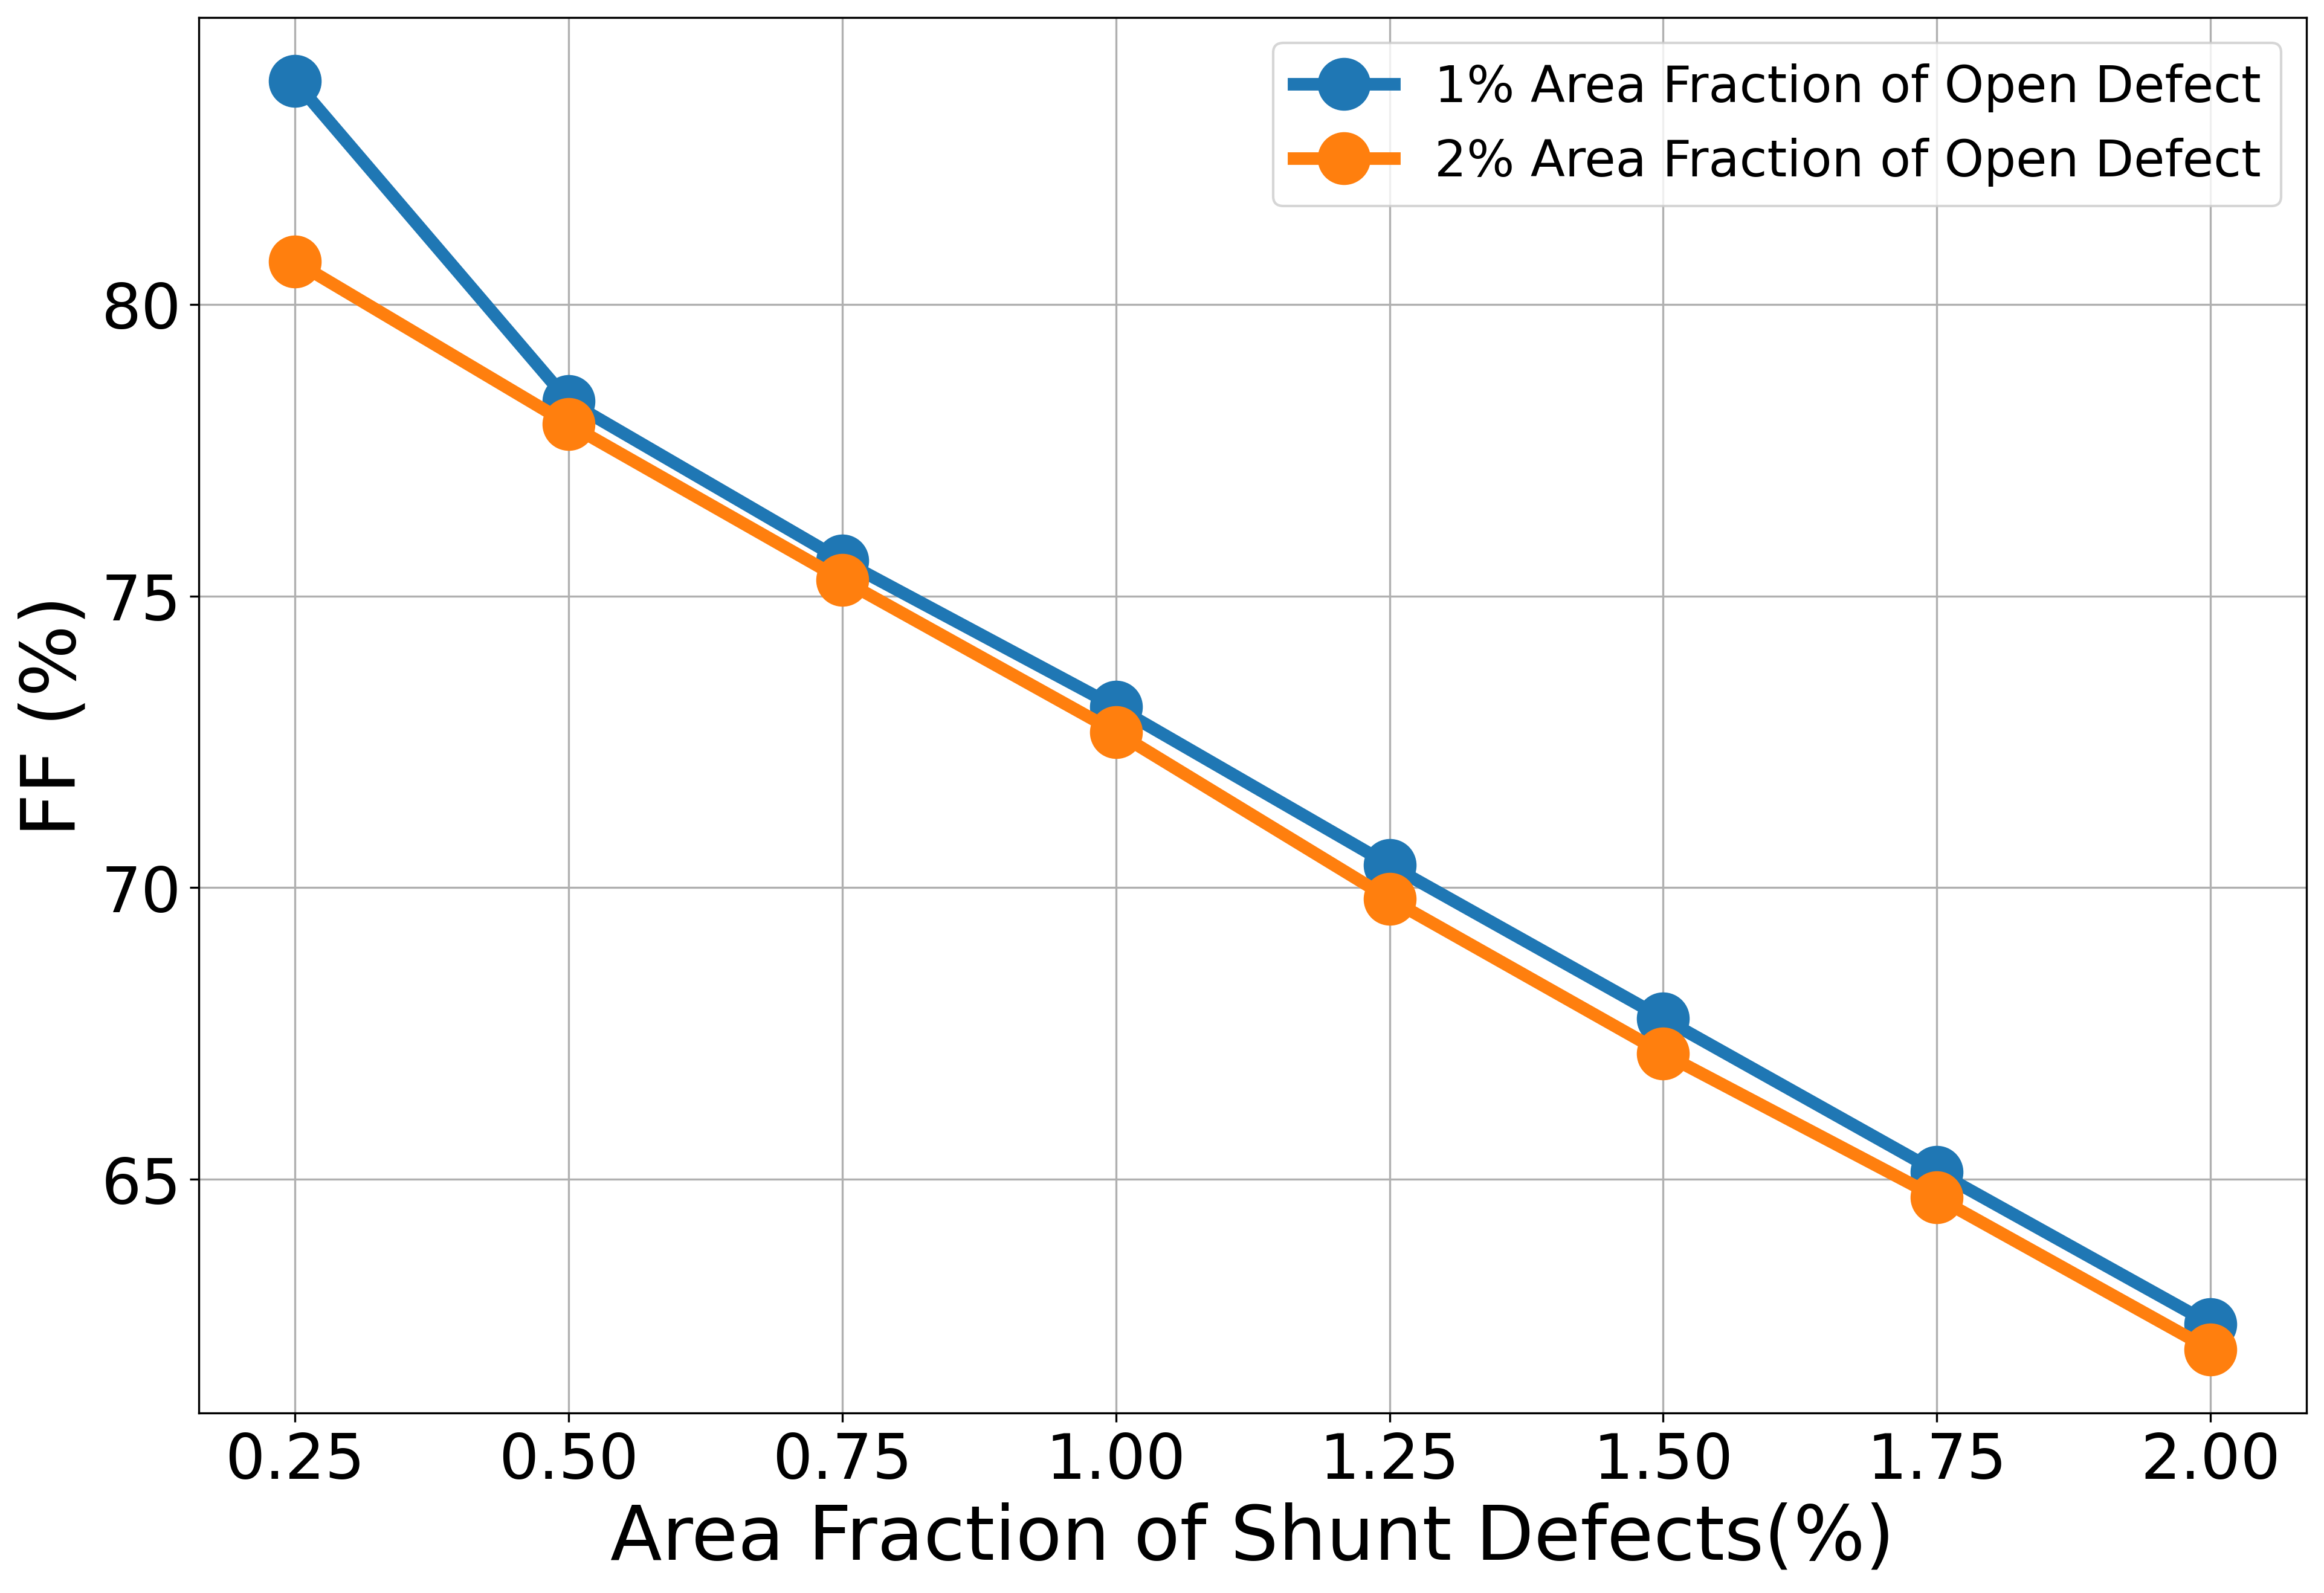 1% Area Fraction of Open Defect
2% Area Fraction of Open Defect
FF (%)
80
75
70
65
0.25 0.50 0.75 1.00 1.25 1.50 1.75 2.00
Area Fraction of Shunt Defects(%)